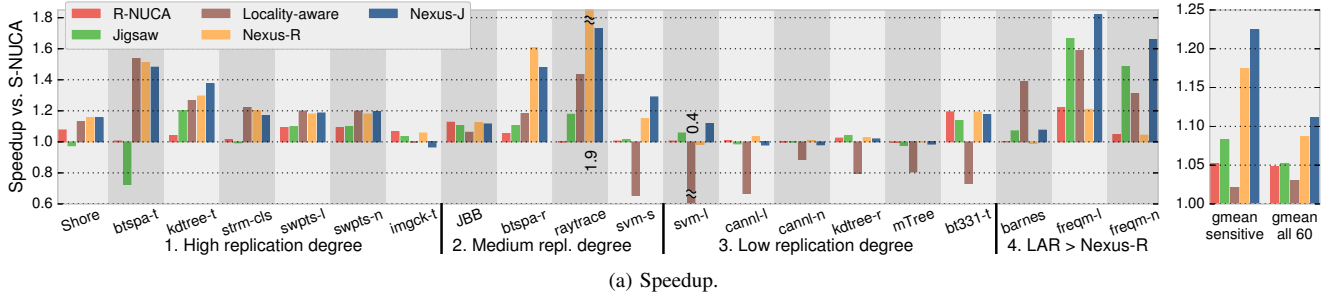 Speedup vs. S-NUCA
1.8
1.6
1.4
1.2
1.0
0.8
0.6
R-NUCA
Jigsaw
Locality-aware
Nexus-R
Nexus-J
≈
1.9
0.4
≈
Shore
btspa-t
kdtree-t
strm-cls
swpts-l
swpts-n
imgck-t
JBB
btspa-r
raytrace
svm-s
svm-l
cannl-l
cannl-n
kdtree-r
mTree
bt331-t
barnes
freqm-l
freqm-n
1. High replication degree
2. Medium repl. degree
3. Low replication degree
4. LAR > Nexus-R
1.25
1.20
1.15
1.10
1.05
1.00
gmean
sensitive
gmean
all 60
(a) Speedup.